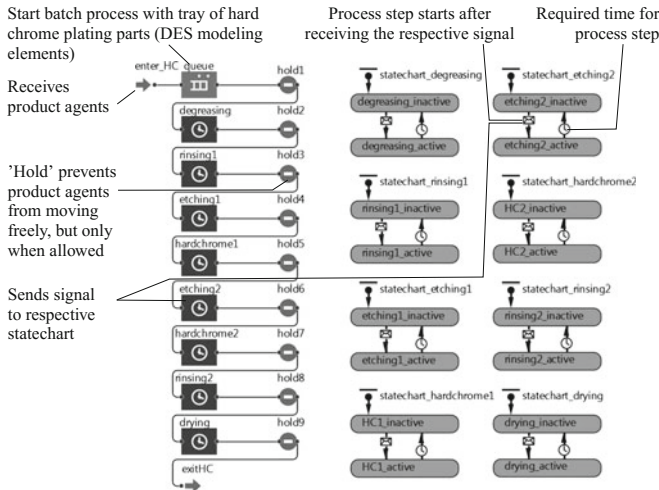 Start batch process with tray of hard
chrome plating parts (DES modeling
elements)
Process step starts after
receiving the respective signal
Required time for
process step
Receives
product agents
'Hold' prevents
product agents
from moving
freely, but only
when allowed
Sends signal
to respective
statechart
enter_HC queue
hold1
degreasing
hold2
rinsing1
hold3
etching1
hold4
hardchrome1
hold5
etching2
hold6
hardchrome2
hold7
rinsing2
hold8
drying
hold9
exitHC
statechart_degreasing
degreasing_inactive
degreasing_active
statechart_etching2
etching2_inactive
etching2_active
statechart_rinsing1
rinsing1_inactive
rinsing1_active
statechart_hardchrome2
HC2_inactive
HC2_active
statechart_etching1
etching1_inactive
etching1_active
statechart_rinsing2
rinsing2_inactive
rinsing2_active
statechart_hardchrome1
HC1_inactive
HC1_active
statechart_drying
drying_inactive
drying_active